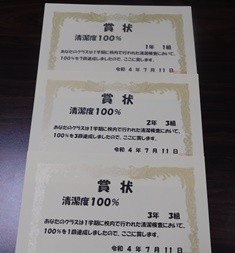 賞状
清潔度100%
1年 1組
あなたのクラスは1学期に校内で行われた清潔検査において、
100%を7回達成しましたので、ここに賞します。
令和 4 年 7 月 11 日
賞状
清潔度100%
2年 3組
あなたのクラスは1学期に校内で行われた清潔検査において、
100%を3回達成しましたので、ここに賞します。
令和 4 年 7 月 11 日
賞状
清潔度100%
3年 3組
あなたのクラスは1学期に校内で行われた清潔検査において、
100%を1回達成しましたので、ここに賞します。
令和 4 年 7 月 11 日